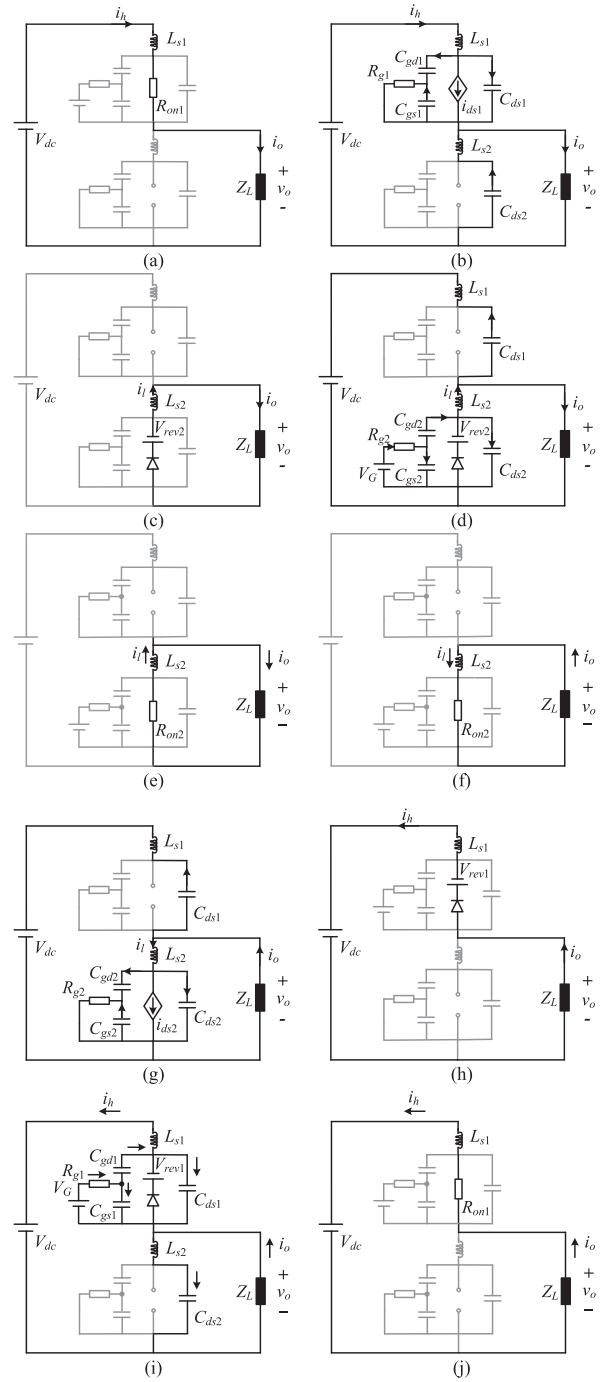 i_h
L_s1
R_on1
V_dc
i_o
Z_L
+
v_o
-
(a)
L_s1
C_gd1
R_g1
C_gs1
i_ds1
C_ds1
V_dc
L_s2
i_o
C_ds2
Z_L
+
v_o
-
(b)
V_dc
i_l
L_s2
i_o
V_rev2
Z_L
+
v_o
-
(c)
L_s1
C_ds1
V_dc
i_l
L_s2
i_o
C_gd2
V_rev2
R_g2
V_G
C_gs2
C_ds2
Z_L
+
v_o
-
(d)
i_l
L_s2
i_o
R_on2
Z_L
+
v_o
-
(e)
i_l
L_s2
i_o
R_on2
Z_L
+
v_o
-
(f)
L_s1
C_ds1
V_dc
i_l
L_s2
i_o
C_gd2
R_g2
C_gs2
i_ds2
C_ds2
Z_L
+
v_o
-
(g)
i_h
L_s1
V_rev1
V_dc
i_o
Z_L
+
v_o
-
(h)
i_h
L_s1
C_gd1
V_rev1
R_g1
V_G
C_gs1
C_ds1
V_dc
L_s2
i_o
C_ds2
Z_L
+
v_o
-
(i)
i_h
L_s1
R_on1
V_dc
i_o
Z_L
+
v_o
-
(j)